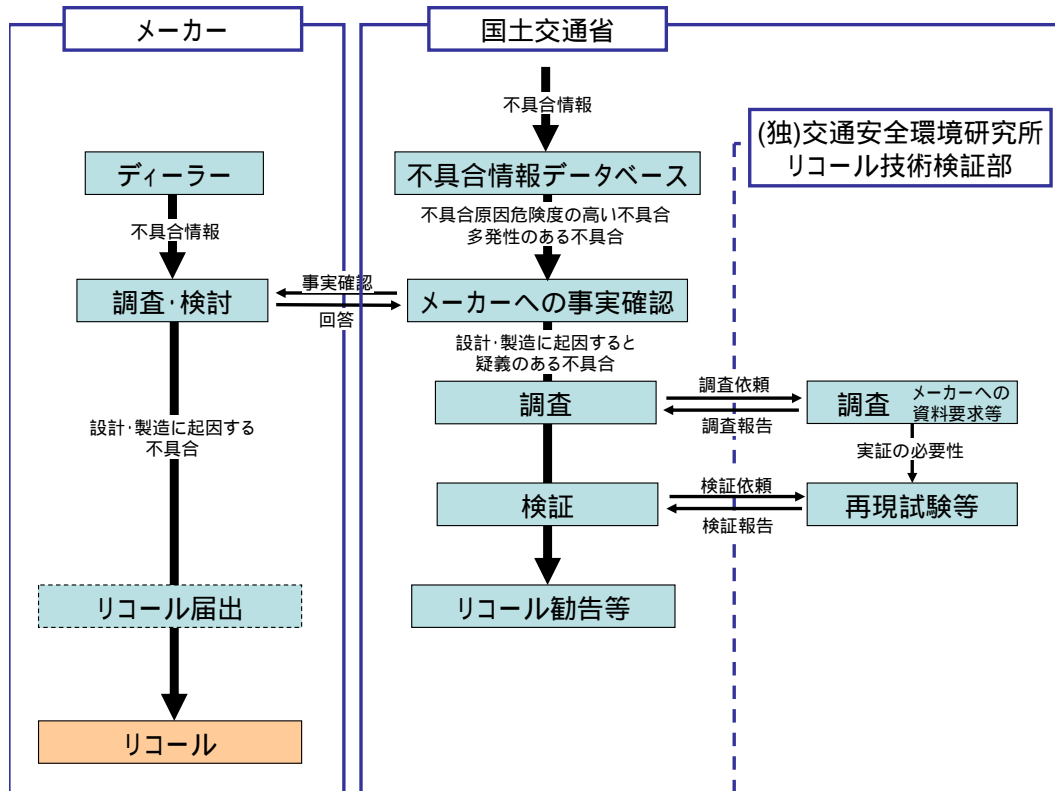 メーカー
国土交通省
不具合情報
(独)交通安全環境研究所
リコール技術検証部
ディーラー
不具合情報データベース
不具合情報
不具合原因危険度の高い不具合
多発性のある不具合
調査・検討
事実確認
回答
メーカーへの事実確認
設計・製造に起因すると
疑義のある不具合
調査
調査依頼
調査報告
調査 メーカーへの
資料要求等
設計・製造に起因する
不具合
実証の必要性
検証
検証依頼
検証報告
再現試験等
リコール届出
リコール勧告等
リコール